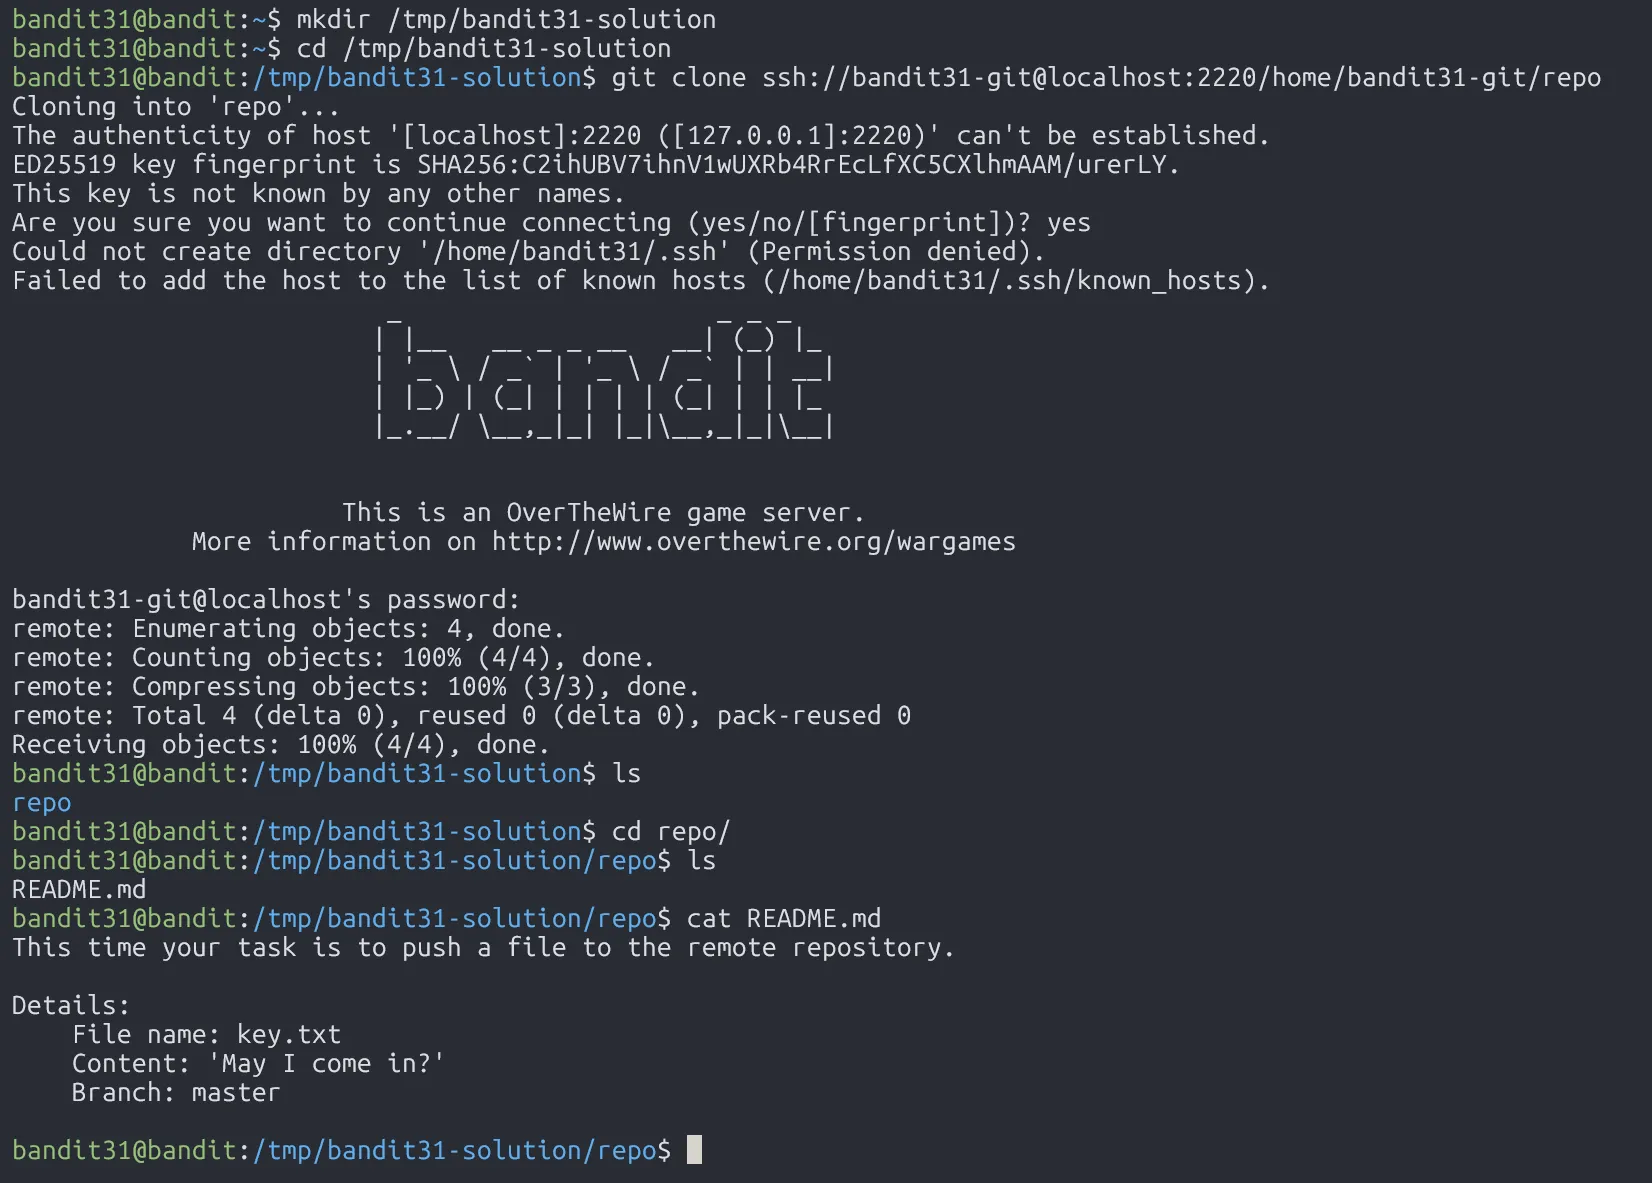 bandit31@bandit:~$ mkdir /tmp/bandit31-solution
bandit31@bandit:~$ cd /tmp/bandit31-solution
bandit31@bandit:/tmp/bandit31-solution$ git clone ssh://bandit31-git@localhost:2220/home/bandit31-git/repo
Cloning into 'repo'...
The authenticity of host '[localhost]:2220 ([127.0.0.1]:2220)' can't be established.
ED25519 key fingerprint is SHA256:C2ihUBV7ihnV1wUXRb4RrEcLfXC5CXlhmAAM/urerLY.
This key is not known by any other names.
Are you sure you want to continue connecting (yes/no/[fingerprint])? yes
Could not create directory '/home/bandit31/.ssh' (Permission denied).
Failed to add the host to the list of known hosts (/home/bandit31/.ssh/known_hosts).
bandit
This is an OverTheWire game server.
More information on http://www.overthewire.org/wargames
bandit31-git@localhost's password:
remote: Enumerating objects: 4, done.
remote: Counting objects: 100% (4/4), done.
remote: Compressing objects: 100% (3/3), done.
remote: Total 4 (delta 0), reused 0 (delta 0), pack-reused 0
Receiving objects: 100% (4/4), done.
bandit31@bandit:/tmp/bandit31-solution$ ls
repo
bandit31@bandit:/tmp/bandit31-solution$ cd repo/
bandit31@bandit:/tmp/bandit31-solution/repo$ ls
README.md
bandit31@bandit:/tmp/bandit31-solution/repo$ cat README.md
This time your task is to push a file to the remote repository.
Details:
File name: key.txt
Content: 'May I come in?'
Branch: master
bandit31@bandit:/tmp/bandit31-solution/repo$